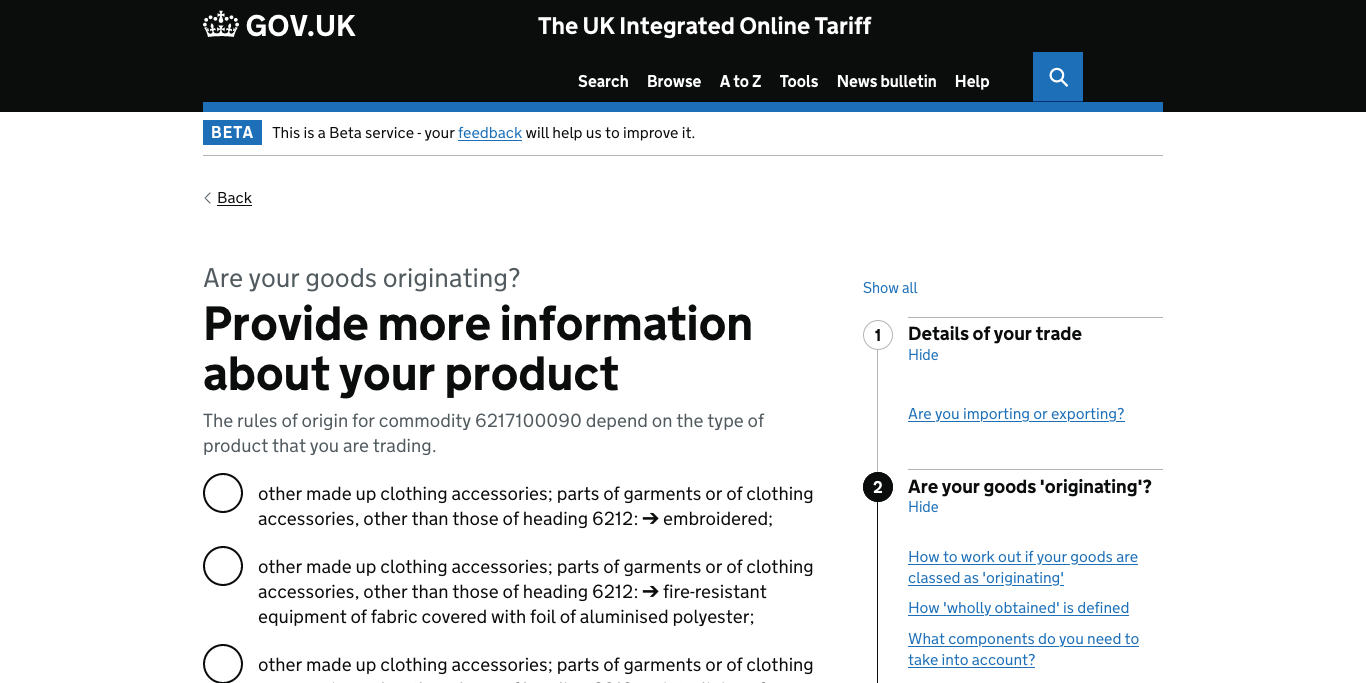 GOV.UK
The UK Integrated Online Tariff
Search Browse A to Z Tools News bulletin Help
BETA This is a Beta service - your feedback will help us to improve it.
Back
Are your goods originating?
Provide more information
about your product
The rules of origin for commodity 6217100090 depend on the type of
product that you are trading.
other made up clothing accessories; parts of garments or of clothing
accessories, other than those of heading 6212: ➔ embroidered;
other made up clothing accessories; parts of garments or of clothing
accessories, other than those of heading 6212: ➔ fire-resistant
equipment of fabric covered with foil of aluminised polyester;
other made up clothing accessories; parts of garments or of clothing
Show all
1 Details of your trade
Hide
Are you importing or exporting?
2 Are your goods 'originating'?
Hide
How to work out if your goods are
classed as 'originating'
How 'wholly obtained' is defined
What components do you need to
take into account?